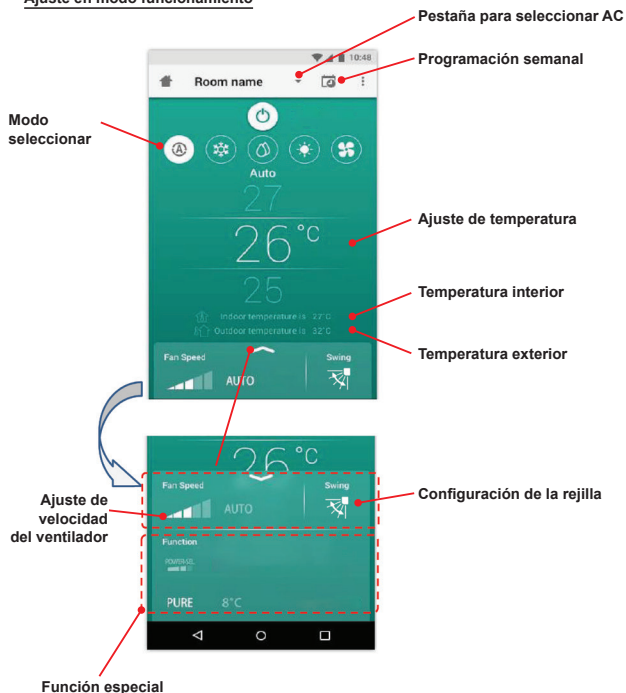 Ajuste en modo funcionamiento
Pestaña para seleccionar AC
10:48
Programación semanal
Room name
Modo
seleccionar
A
Auto
27
26°C
Ajuste de temperatura
25
Temperatura interior
Indoor temperature is 27°C
Outdoor temperature is 32°C
Temperatura exterior
Fan Speed
Swing
AUTO
26°C
Fan Speed
Swing
Configuración de la rejilla
Ajuste de
velocidad
del ventilador
AUTO
Function
POWER-SEL
PURE 8°C
Función especial